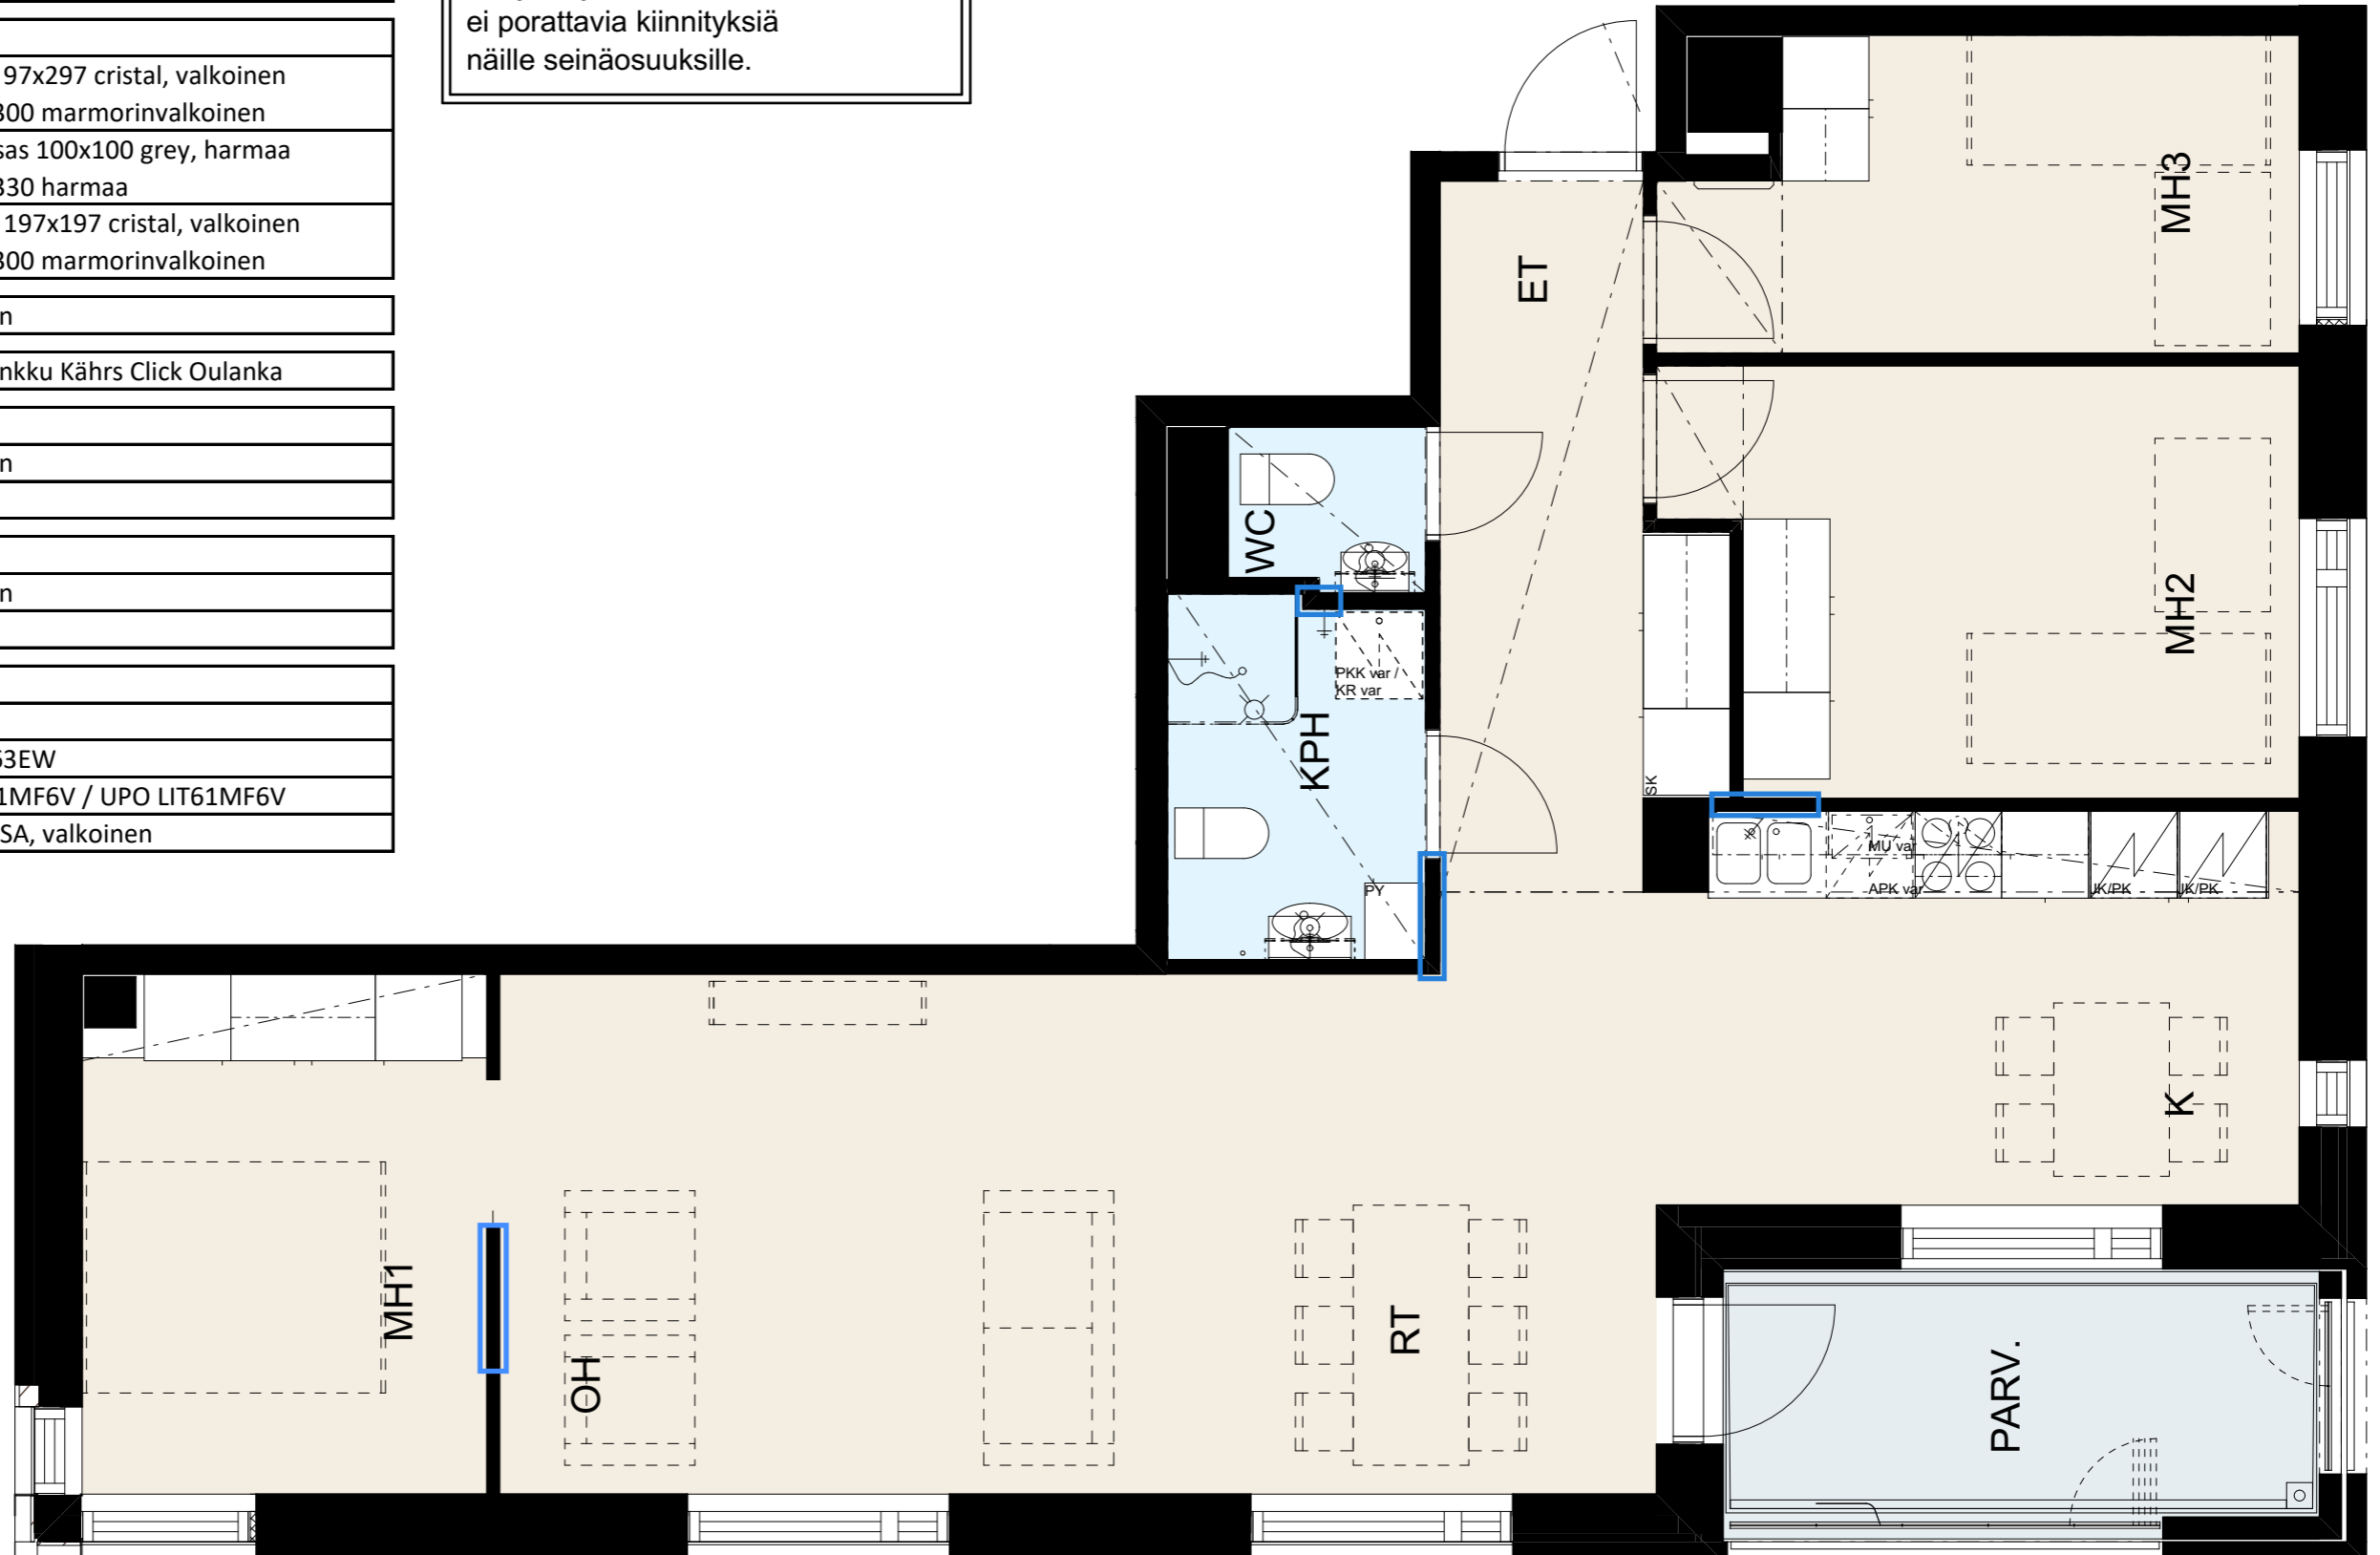 97x297 cristal, valkoinen
300 marmorinvalkoinen
sas 100x100 grey, harmaa
330 harmaa
197x197 cristal, valkoinen
300 marmorinvalkoinen
n
nkku Kährs Click Oulanka
n
n
63EW
1MF6V / UPO LIT61MF6V
SA, valkoinen
ei porattavia kiinnityksiä
näille seinäosuuksille.
MH3
ET
WC
MH2
PKK var /
KR var
KPH
SK
MU var
APK var
JK/PK
JK/PK
PY
K
MH1
OH
RT
PARV.